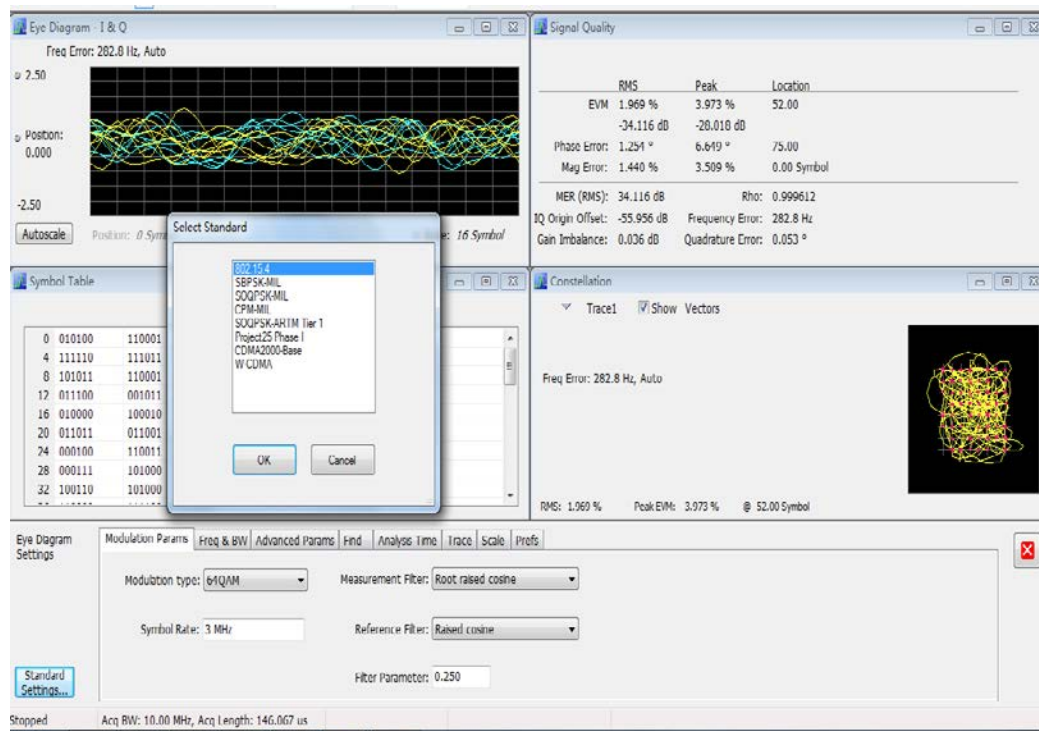 Eye Diagram - I & Q
Freq Error: 282.8 Hz, Auto
2.50
Position:
0.000
-2.50
Autoscale
Position: 0 Sym
16 Symbol
Signal Quality
RMS Peak Location
EVM 1.969 % 3.973 % 52.00
-34.116 dB -28.018 dB
Phase Error: 1.254 º 6.649 º 75.00
Mag Error: 1.440 % 3.509 % 0.00 Symbol
MER (RMS): 34.116 dB Rho: 0.999612
IQ Origin Offset: -55.956 dB Frequency Error: 282.8 Hz
Gain Imbalance: 0.036 dB Quadrature Error: 0.053 º
Select Standard
802.15.4
SBPSK-MIL
SOQPSK-MIL
CPM-MIL
SOQPSK-ARTM Tier 1
Project25 Phase I
CDMA2000-Base
W CDMA
OK Cancel
Symbol Table
0 010100 110001
4 111110 111011
8 101011 110001
12 011100 001011
16 010000 100010
20 011011 011001
24 000100 110011
28 000111 101000
32 100110 101000
Constellation
Trace1 Show Vectors
Freq Error: 282.8 Hz, Auto
RMS: 1.969 % Peak EVM: 3.973 % @ 52.00 Symbol
Eye Diagram
Settings
Modulation Params Freq & BW Advanced Params Find Analysis Time Trace Scale Prefs
Modulation type: 64QAM Measurement Filter: Root raised cosine
Symbol Rate: 3 MHz Reference Filter: Raised cosine
Filter Parameter: 0.250
Standard
Settings...
Stopped Acq BW: 10.00 MHz, Acq Length: 146.067 us